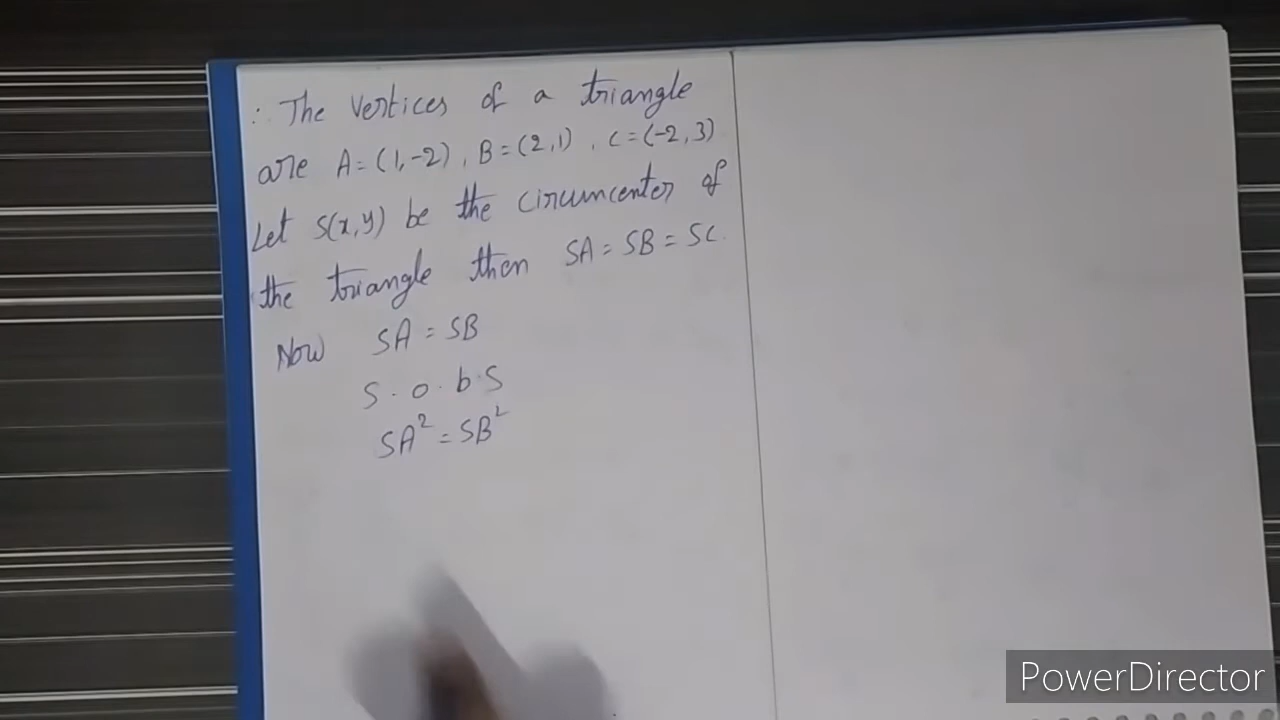 ∴ The vertices of a triangle
are A=(1,-2), B=(2,1), C=(-2,3)
Let S(x,y) be the circumcenter of
the triangle then SA=SB=SC.
Now SA=SB
S.O.b.S
SA²=SB²
PowerDirector